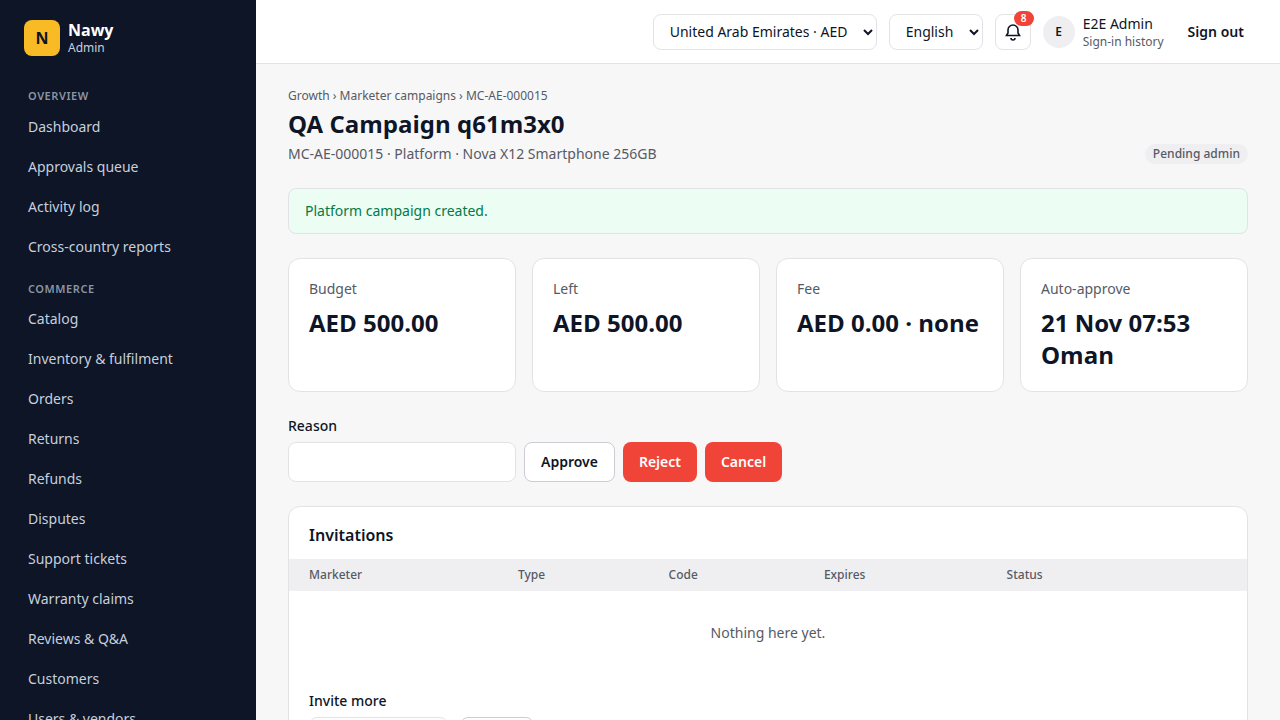 N
Nawy
Admin
OVERVIEW
Dashboard
Approvals queue
Activity log
Cross-country reports
COMMERCE
Catalog
Inventory & fulfilment
Orders
Returns
Refunds
Disputes
Support tickets
Warranty claims
Reviews & Q&A
Customers
Users & vendors
United Arab Emirates · AED
English
8
E
E2E Admin
Sign-in history
Sign out
Growth › Marketer campaigns › MC-AE-000015
QA Campaign q61m3x0
MC-AE-000015 · Platform · Nova X12 Smartphone 256GB
Pending admin
Platform campaign created.
Budget
AED 500.00
Left
AED 500.00
Fee
AED 0.00 · none
Auto-approve
21 Nov 07:53
Oman
Reason
Approve
Reject
Cancel
Invitations
Marketer Type Code Expires Status
Nothing here yet.
Invite more